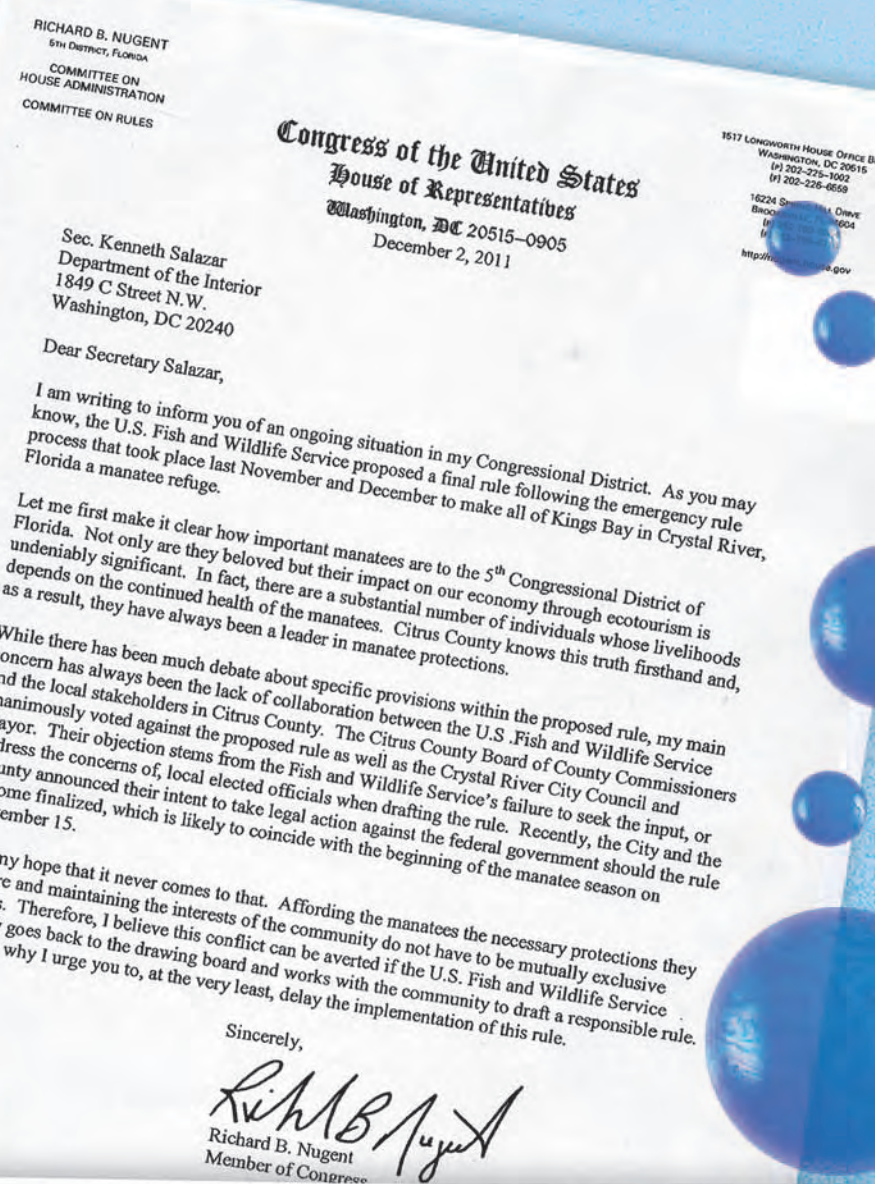 RICHARD B. NUGENT
5TH DISTRICT, FLORIDA
COMMITTEE ON
HOUSE ADMINISTRATION
COMMITTEE ON RULES
Congress of the United States
House of Representatives
Washington, DC 20515–0905
December 2, 2011
1517 LONGWORTH HOUSE OFFICE
WASHINGTON, DC 20515
(P) 202–225–1002
(F) 202–226–6559
16224
DRIVE
Sec. Kenneth Salazar
Department of the Interior
1849 C Street N.W.
Washington, DC 20240
Dear Secretary Salazar,
I am writing to inform you of an ongoing situation in my Congressional District. As you may
know, the U.S. Fish and Wildlife Service proposed a final rule following the emergency rule
process that took place last November and December to make all of Kings Bay in Crystal River,
Florida a manatee refuge.
Let me first make it clear how important manatees are to the 5th Congressional District of
Florida. Not only are they beloved but their impact on our economy through ecotourism is
undeniably significant. In fact, there are a substantial number of individuals whose livelihoods
depends on the continued health of the manatees. Citrus County knows this truth firsthand and,
as a result, they have always been a leader in manatee protections.
While there has been much debate about specific provisions within the proposed rule, my main
oncern has always been the lack of collaboration between the U.S .Fish and Wildlife Service
nd the local stakeholders in Citrus County. The Citrus County Board of County Commissioners
nanimously voted against the proposed rule as well as the Crystal River City Council and
ayor. Their objection stems from the Fish and Wildlife Service's failure to seek the input, or
dress the concerns of, local elected officials when drafting the rule. Recently, the City and the
unty announced their intent to take legal action against the federal government should the rule
ome finalized, which is likely to coincide with the beginning of the manatee season on
ember 15.
my hope that it never comes to that. Affording the manatees the necessary protections they
re and maintaining the interests of the community do not have to be mutually exclusive
s. Therefore, I believe this conflict can be averted if the U.S. Fish and Wildlife Service
goes back to the drawing board and works with the community to draft a responsible rule.
why I urge you to, at the very least, delay the implementation of this rule.
Sincerely,
Richard B Nugent
Richard B. Nugent
Member of Congress